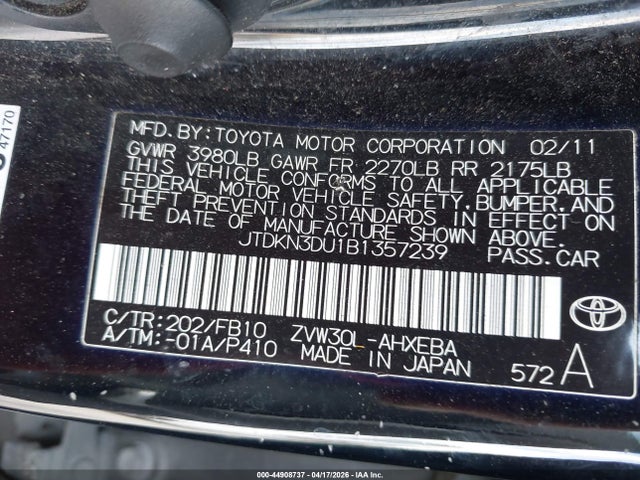 47170
MFD. BY: TOYOTA MOTOR CORPORATION 02/11
GVWR 3980LB GAWR FR 2270LB RR 2175LB
THIS VEHICLE CONFORMS TO ALL APPLICABLE
FEDERAL MOTOR VEHICLE SAFETY, BUMPER, AND
THEFT PREVENTION STANDARDS IN EFFECT ON
THE DATE OF MANUFACTURE SHOWN ABOVE.
JTDKN3DU1B1357239 PASS.CAR
C/TR:202/FB10 ZVW30L-AHXEBA
A/TM:-01A/P410 MADE IN JAPAN
572 A
TOYOTA
000-44908737 - 04/17/2026 - IAA Inc.